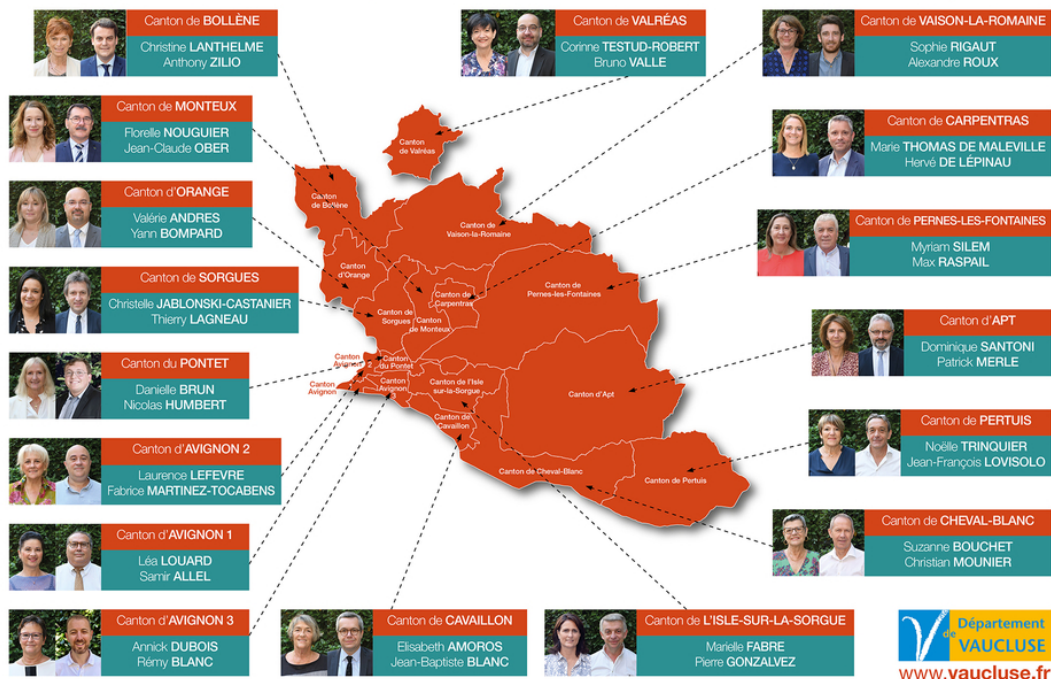 Canton de BOLLÈNE
Christine LANTHELME
Anthony ZILIO
Canton de VALRÉAS
Corinne TESTUD-ROBERT
Bruno VALLE
Canton de VAISON-LA-ROMAINE
Sophie RIGAUT
Alexandre ROUX
Canton de MONTEUX
Florelle NOUGUIER
Jean-Claude OBER
Canton de CARPENTRAS
Marie THOMAS DE MALEVILLE
Hervé DE LÉPINAU
Canton d'ORANGE
Valérie ANDRES
Yann BOMPARD
Canton de PERNES-LES-FONTAINES
Myriam SILEM
Max RASPAIL
Canton de SORGUES
Christelle JABLONSKI-CASTANIER
Thierry LAGNEAU
Canton d'APT
Dominique SANTONI
Patrick MERLE
Canton du PONTET
Danielle BRUN
Nicolas HUMBERT
Canton de PERTUIS
Noëlle TRINQUIER
Jean-François LOVISOLO
Canton d'AVIGNON 2
Laurence LEFEVRE
Fabrice MARTINEZ-TOCABENS
Canton de CHEVAL-BLANC
Suzanne BOUCHET
Christian MOUNIER
Canton d'AVIGNON 1
Léa LOUARD
Samir ALLEL
Canton d'AVIGNON 3
Annick DUBOIS
Rémy BLANC
Canton de CAVAILLON
Elisabeth AMOROS
Jean-Baptiste BLANC
Canton de L'ISLE-SUR-LA-SORGUE
Marielle FABRE
Pierre GONZALVEZ
Canton
de Valréas
Canton
de Bollène
Canton de
Vaison-la-Romaine
Canton
d'Orange
Canton de
Carpentras
Canton de
Pernes-les-Fontaines
Canton de
Sorgues
Canton
de Monteux
Canton
Avignon 2
Canton
du Pontet
Canton
Avignon
Canton
Avignon
3
Canton de l'Isle
sur-la-Sorgue
Canton d'Apt
Canton de
Cavaillon
Canton de Cheval-Blanc
Canton de Pertuis
Département
de
VAUCLUSE
www.vaucluse.fr